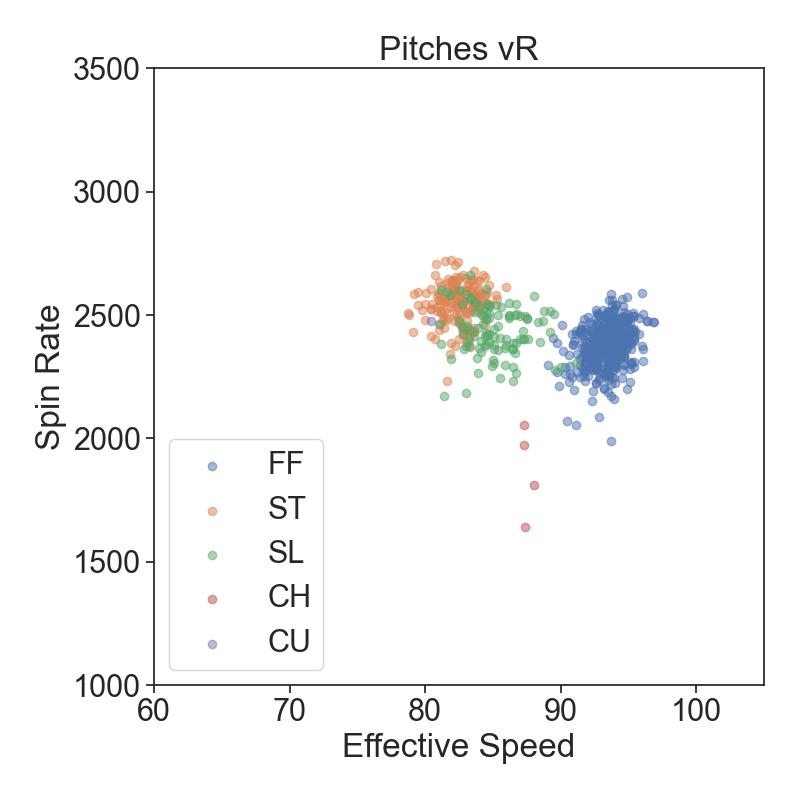 Pitches vR
3500
3000
2500
2000
1500
1000
Spin Rate
FF
ST
SL
CH
CU
60 70 80 90 100
Effective Speed